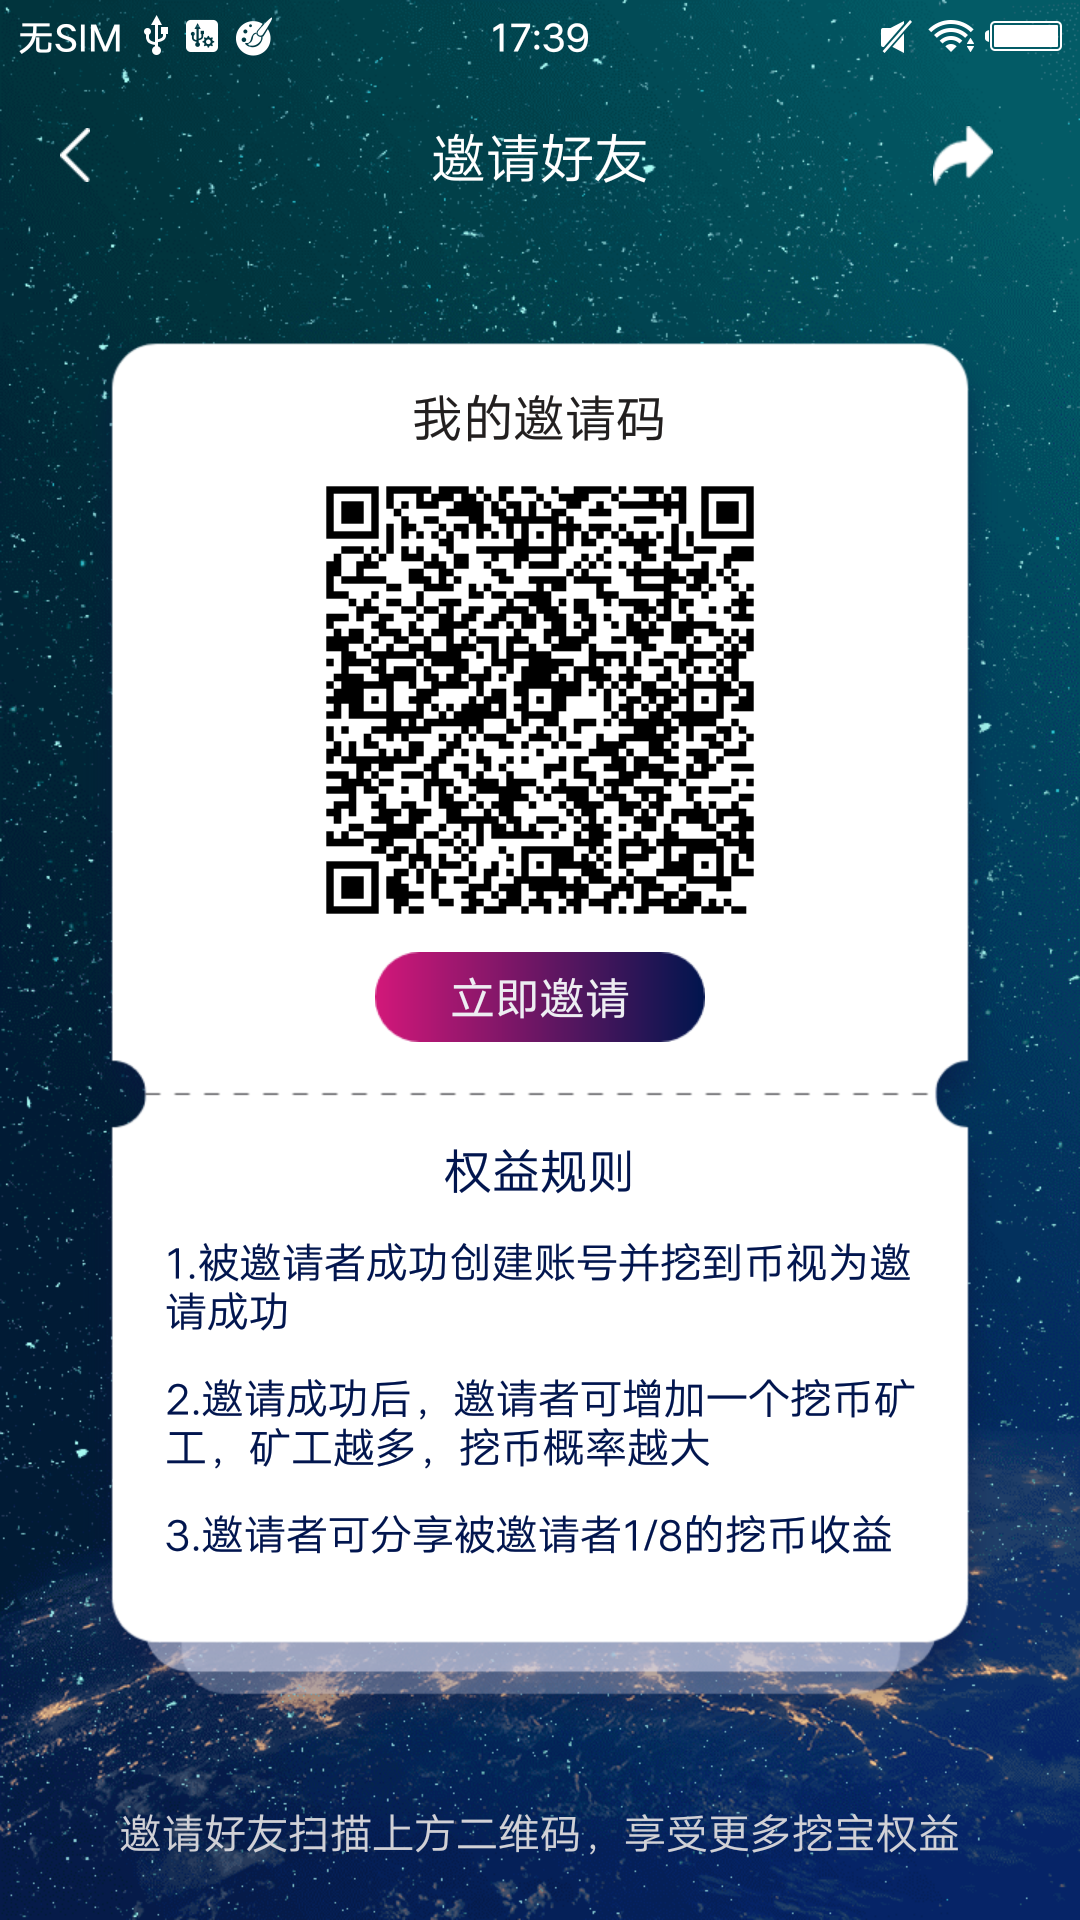 无SIM
17:39
邀请好友
我的邀请码
立即邀请
权益规则
1.被邀请者成功创建账号并挖到币视为邀
请成功
2.邀请成功后，邀请者可增加一个挖币矿
工，矿工越多，挖币概率越大
3.邀请者可分享被邀请者1/8的挖币收益
邀请好友扫描上方二维码，享受更多挖宝权益